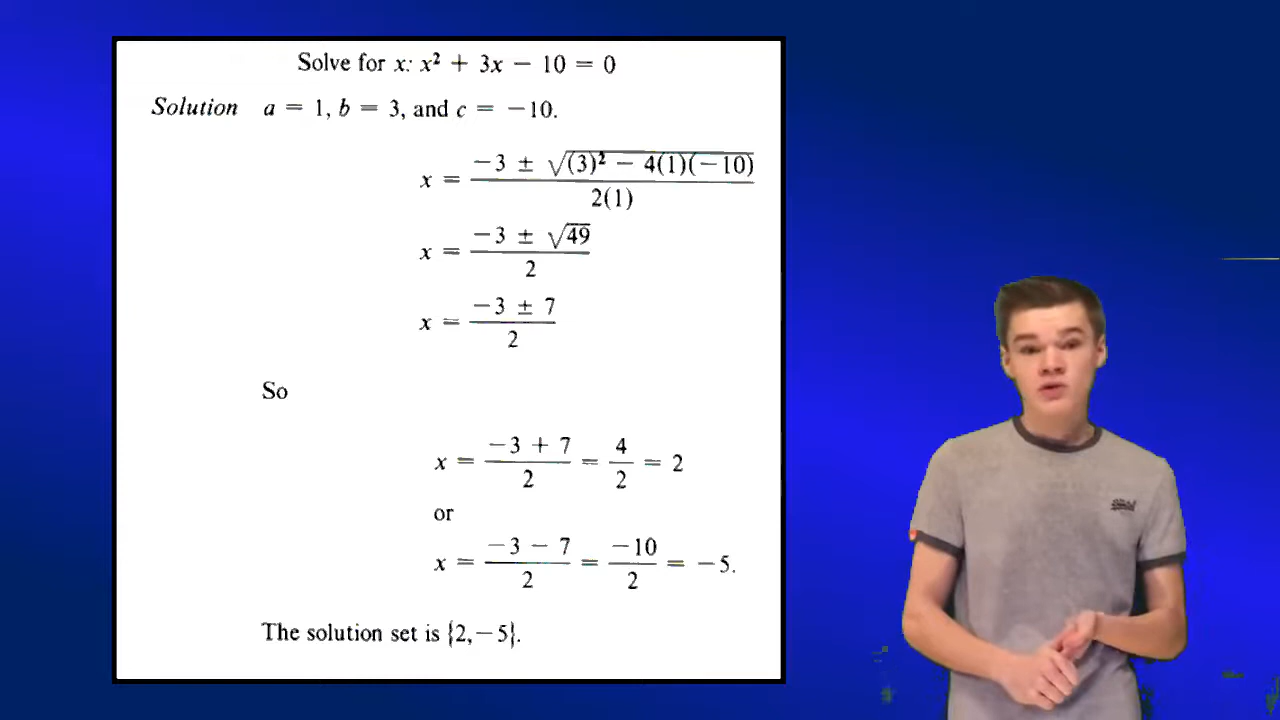 Solve for x: x² + 3x − 10 = 0
Solution a = 1, b = 3, and c = −10.
x = (−3 ± √((3)² − 4(1)(−10))) / 2(1)
x = (−3 ± √49) / 2
x = (−3 ± 7) / 2
So
x = (−3 + 7) / 2 = 4 / 2 = 2
or
x = (−3 − 7) / 2 = −10 / 2 = −5.
The solution set is {2,−5}.